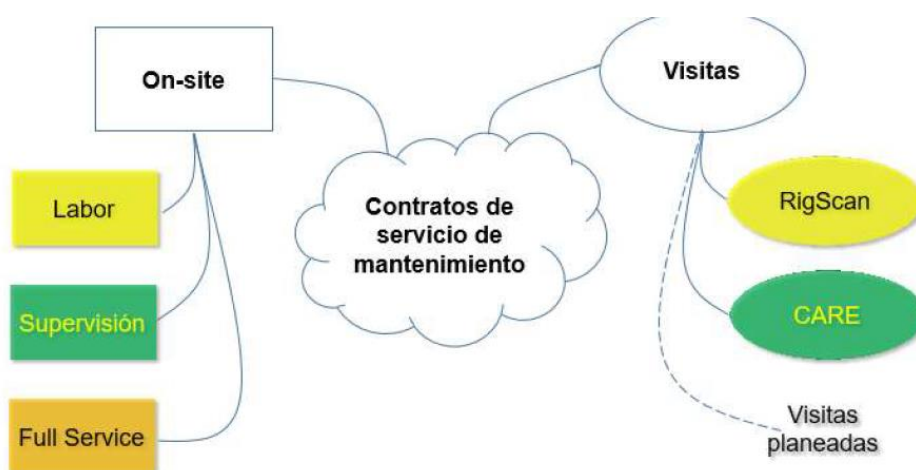 On-site
Visitas
Contratos de
servicio de
mantenimiento
Labor
Supervisión
Full Service
RigScan
CARE
Visitas
planeadas